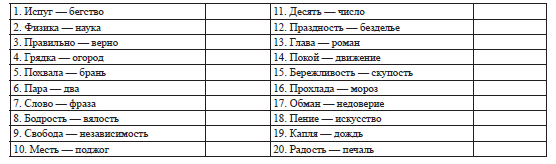 1. Испуг — бегство
2. Физика — наука
3. Правильно — верно
4. Грядка — огород
5. Похвала — брань
6. Пара — два
7. Слово — фраза
8. Бодрость — вялость
9. Свобода — независимость
10. Месть — поджог
11. Десять — число
12. Праздность — безделье
13. Глава — роман
14. Покой — движение
15. Бережливость — скупость
16. Прохлада — мороз
17. Обман — недоверие
18. Пение — искусство
19. Капля — дождь
20. Радость — печаль